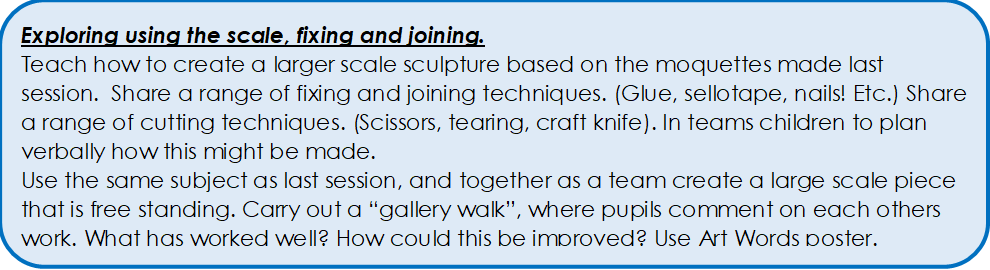 Exploring using the scale, fixing and joining.
Teach how to create a larger scale sculpture based on the moquettes made last
session.  Share a range of fixing and joining techniques. (Glue, sellotape, nails! Etc.) Share
a range of cutting techniques. (Scissors, tearing, craft knife). In teams children to plan
verbally how this might be made.
Use the same subject as last session, and together as a team create a large scale piece
that is free standing. Carry out a “gallery walk”, where pupils comment on each others
work. What has worked well? How could this be improved? Use Art Words poster.